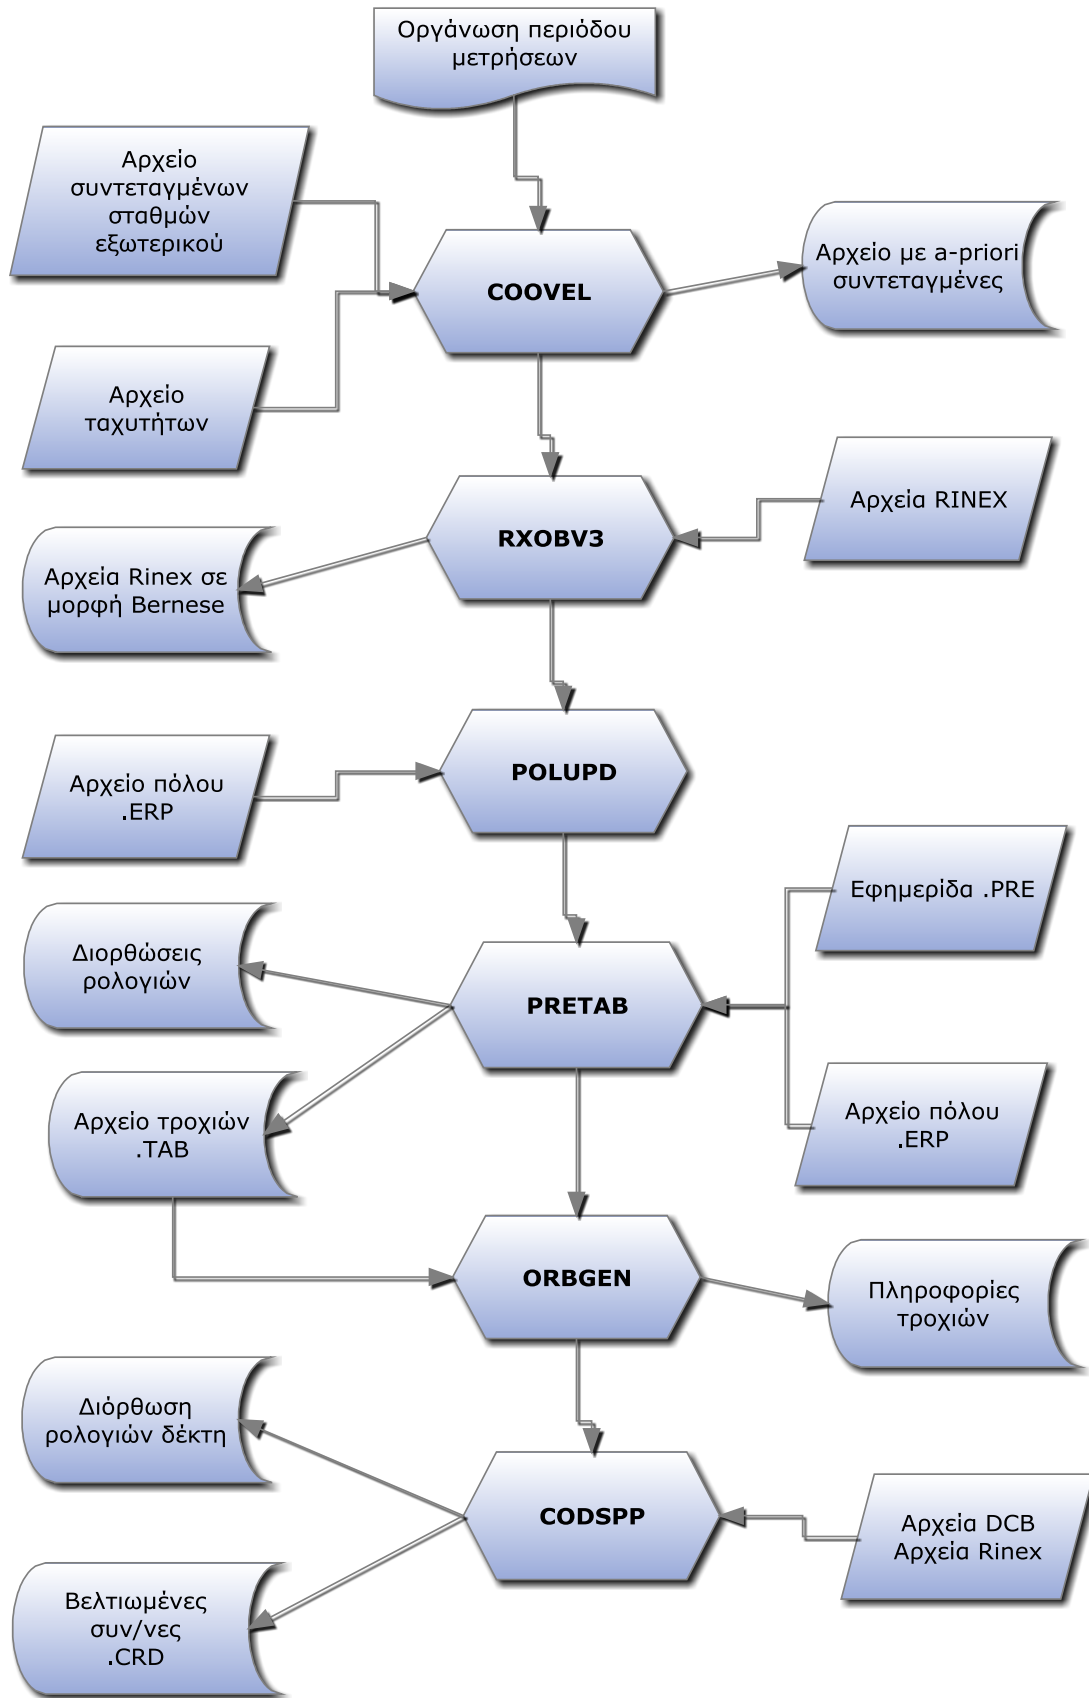 Οργάνωση περιόδου
μετρήσεων
Αρχείο
συντεταγμένων
σταθμών
εξωτερικού
COOVEL
Αρχείο με a-priori
συντεταγμένες
Αρχείο
ταχυτήτων
Αρχεία RINEX
RXOBV3
Αρχεία Rinex σε
μορφή Bernese
POLUPD
Αρχείο πόλου
.ERP
Εφημερίδα .PRE
Διορθώσεις
ρολογιών
PRETAB
Αρχείο τροχιών
.TAB
Αρχείο πόλου
.ERP
ORBGEN
Πληροφορίες
τροχιών
Διόρθωση
ρολογιών δέκτη
CODSPP
Αρχεία DCB
Αρχεία Rinex
Βελτιωμένες
συν/νες
.CRD